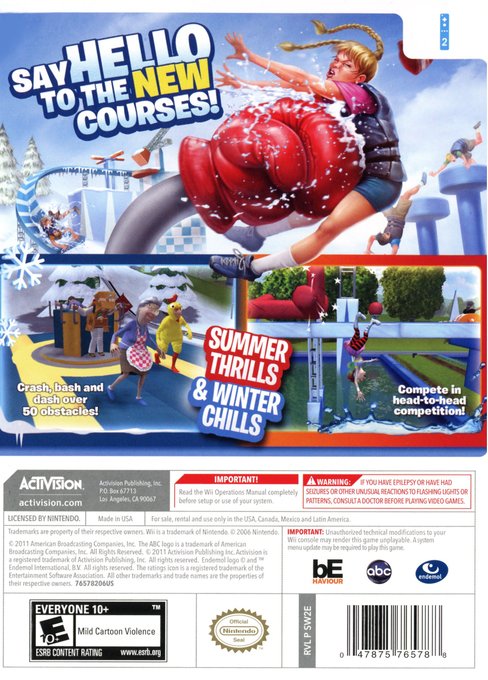 SAY HELLO
TO THE NEW
COURSES!
2
SUMMER
THRILLS
& WINTER
CHILLS
Crash, bash and
dash over
50 obstacles!
Compete in
head-to-head
competition!
ACTIVISION.
activision.com
Activision Publishing, Inc.
P.O. Box 67713
Los Angeles, CA 90067
IMPORTANT!
Read the Wii Operations Manual completely
before setup or use of your system.
WARNING: IF YOU HAVE EPILEPSY OR HAVE HAD
SEIZURES OR OTHER UNUSUAL REACTIONS TO FLASHING LIGHTS OR
PATTERNS, CONSULT A DOCTOR BEFORE PLAYING VIDEO GAMES.
LICENSED BY NINTENDO.
Made in USA
For sale, rental and use only in the USA, Canada, Mexico and Latin America.
Trademarks are property of their respective owners. Wii is a trademark of Nintendo. © 2006 Nintendo.
© 2011 American Broadcasting Companies, Inc. The ABC logo is a trademark of American
Broadcasting Companies, Inc. All Rights Reserved. © 2011 Activision Publishing, Inc. Activision is
a registered trademark of Activision Publishing, Inc. All rights reserved. Endemol logo © and ™
Endemol International, B.V. All rights reserved. The ratings icon is a registered trademark of the
Entertainment Software Association. All other trademarks and trade names are the properties of
their respective owners. 76578206US
IMPORTANT: Unauthorized technical modifications to your
Wii console may render this game unplayable. A system
menu update may be required to play this game.
bE
HAVIOUR
abc
endemol
EVERYONE 10+
™
E
10+
Mild Cartoon Violence
ESRB CONTENT RATING
www.esrb.org
Official
Nintendo
Seal
RVL P SW2E
0 47875 76578 8